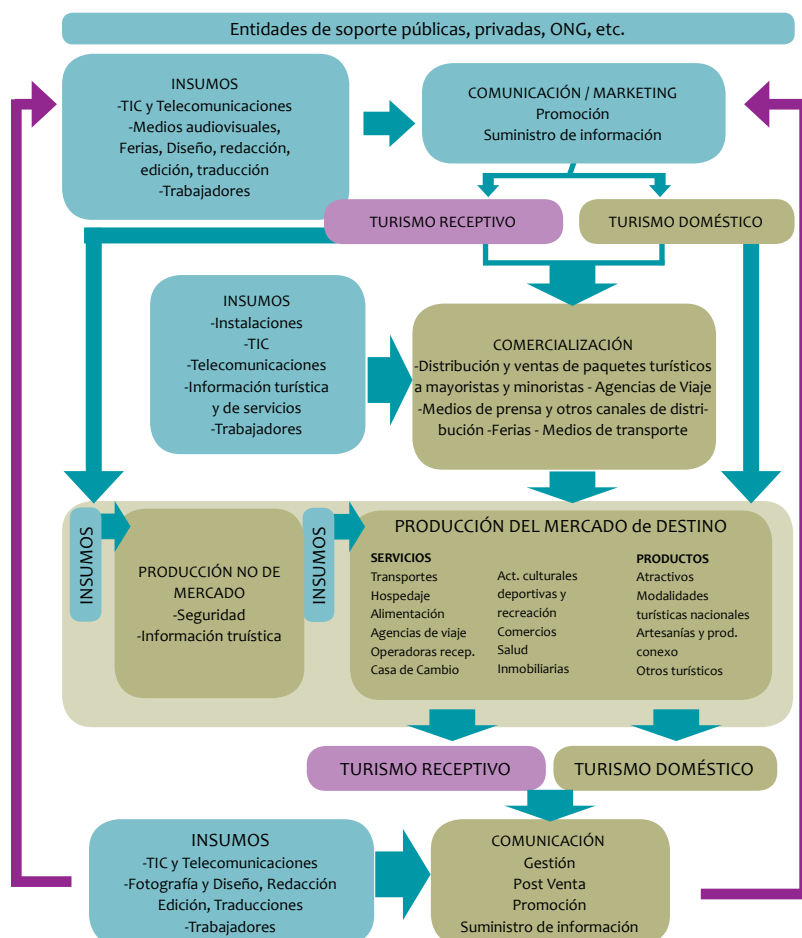 Entidades de soporte públicas, privadas, ONG, etc.
INSUMOS
-TIC y Telecomunicaciones
-Medios audiovisuales,
Ferias, Diseño, redacción,
edición, traducción
-Trabajadores
COMUNICACIÓN / MARKETING
Promoción
Suministro de información
TURISMO RECEPTIVO
TURISMO DOMÉSTICO
INSUMOS
-Instalaciones
-TIC
-Telecomunicaciones
-Información turística
y de servicios
-Trabajadores
COMERCIALIZACIÓN
-Distribución y ventas de paquetes turísticos
a mayoristas y minoristas - Agencias de Viaje
-Medios de prensa y otros canales de distri-
bución -Ferias - Medios de transporte
INSUMOS
PRODUCCIÓN NO DE
MERCADO
-Seguridad
-Información truística
INSUMOS
PRODUCCIÓN DEL MERCADO de DESTINO
SERVICIOS
Transportes
Hospedaje
Alimentación
Agencias de viaje
Operadoras recep.
Casa de Cambio
Act. culturales
deportivas y
recreación
Comercios
Salud
Inmobiliarias
PRODUCTOS
Atractivos
Modalidades
turísticas nacionales
Artesanías y prod.
conexo
Otros turísticos
TURISMO RECEPTIVO
TURISMO DOMÉSTICO
INSUMOS
-TIC y Telecomunicaciones
-Fotografía y Diseño, Redacción
Edición, Traducciones
-Trabajadores
COMUNICACIÓN
Gestión
Post Venta
Promoción
Suministro de información